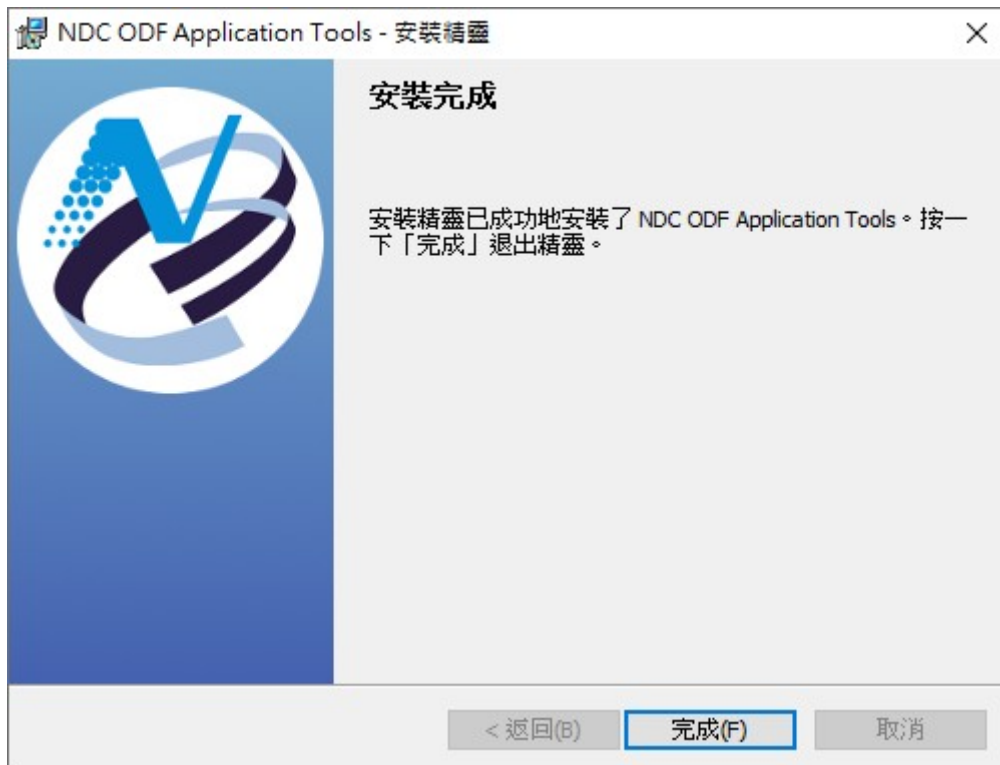 NDC ODF Application Tools - 安裝精靈
安裝完成
安裝精靈已成功地安裝了 NDC ODF Application Tools。按一
下「完成」退出精靈。
< 返回(B)
完成(F)
取消